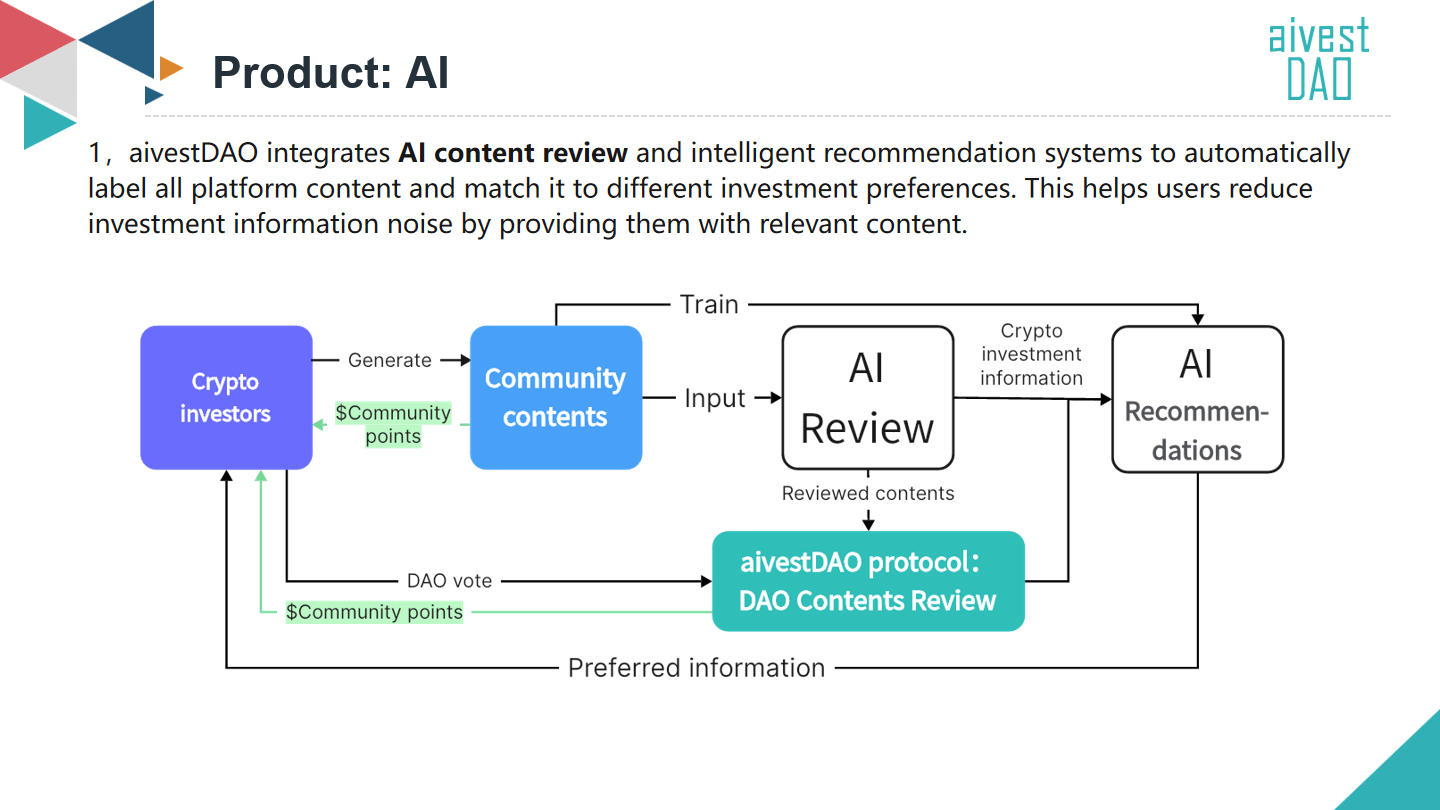 aivest
DAO
Product: AI
1，aivestDAO integrates AI content review and intelligent recommendation systems to automatically
label all platform content and match it to different investment preferences. This helps users reduce
investment information noise by providing them with relevant content.
Train
Crypto
investors
Generate
$Community
points
Community
contents
Input
AI
Review
Crypto
investment
information
AI
Recommen-
dations
Reviewed contents
DAO vote
$Community points
aivestDAO protocol：
DAO Contents Review
Preferred information